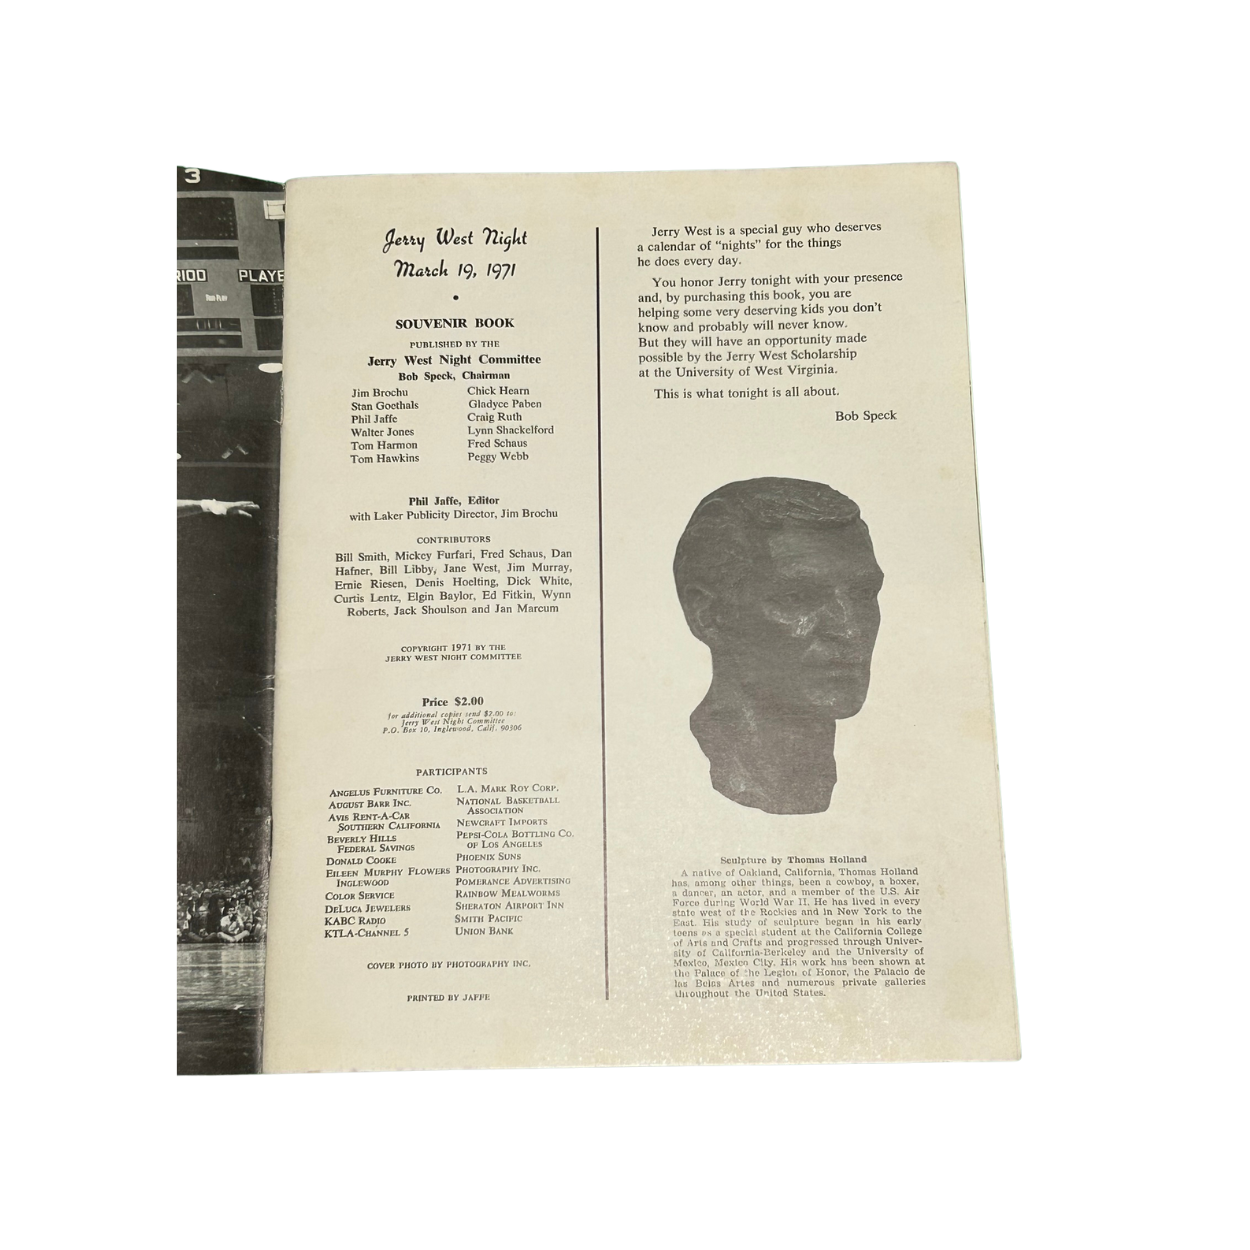 3
RIOD
PLAYE
Jerry West Night
March 19, 1971
•
SOUVENIR BOOK
PUBLISHED BY THE
Jerry West Night Committee
Bob Speck, Chairman
Jim Brochu
Stan Goethals
Phil Jaffe
Walter Jones
Tom Harmon
Tom Hawkins
Chick Hearn
Gladyce Paben
Craig Ruth
Lynn Shackelford
Fred Schaus
Peggy Webb
Phil Jaffe, Editor
with Laker Publicity Director, Jim Brochu
CONTRIBUTORS
Bill Smith, Mickey Furfari, Fred Schaus, Dan
Hafner, Bill Libby, Jane West, Jim Murray,
Ernie Riesen, Denis Hoelting, Dick White,
Curtis Lentz, Elgin Baylor, Ed Fitkin, Wynn
Roberts, Jack Shoulson and Jan Marcum
COPYRIGHT 1971 BY THE
JERRY WEST NIGHT COMMITTEE
Price $2.00
for additional copies send $2.00 to:
Jerry West Night Committee
P.O. Box 10, Inglewood, Calif. 90306
PARTICIPANTS
ANGELUS FURNITURE CO.
AUGUST BARR INC.
AVIS RENT-A-CAR
SOUTHERN CALIFORNIA
BEVERLY HILLS
FEDERAL SAVINGS
DONALD COOKE
EILEEN MURPHY FLOWERS
INGLEWOOD
COLOR SERVICE
DELUCA JEWELERS
KABC RADIO
KTLA-CHANNEL 5
L.A. MARK ROY CORP.
NATIONAL BASKETBALL
ASSOCIATION
NEWCRAFT IMPORTS
PEPSI-COLA BOTTLING CO.
OF LOS ANGELES
PHOENIX SUNS
PHOTOGRAPHY INC.
POMERANCE ADVERTISING
RAINBOW MEALWORMS
SHERATON AIRPORT INN
SMITH PACIFIC
UNION BANK
COVER PHOTO BY PHOTOGRAPHY INC.
PRINTED BY JAFFE
Jerry West is a special guy who deserves
a calendar of “nights” for the things
he does every day.
You honor Jerry tonight with your presence
and, by purchasing this book, you are
helping some very deserving kids you don’t
know and probably will never know.
But they will have an opportunity made
possible by the Jerry West Scholarship
at the University of West Virginia.
This is what tonight is all about.
Bob Speck
Sculpture by Thomas Holland
A native of Oakland, California, Thomas Holland
has, among other things, been a cowboy, a boxer,
a dancer, an actor, and a member of the U.S. Air
Force during World War II. He has lived in every
state west of the Rockies and in New York to the
East. His study of sculpture began in his early
teens as a special student at the California College
of Arts and Crafts and progressed through Univer-
sity of California-Berkeley and the University of
Mexico, Mexico City. His work has been shown at
the Palace of the Legion of Honor, the Palacio de
las Belos Artes and numerous private galleries
throughout the United States.